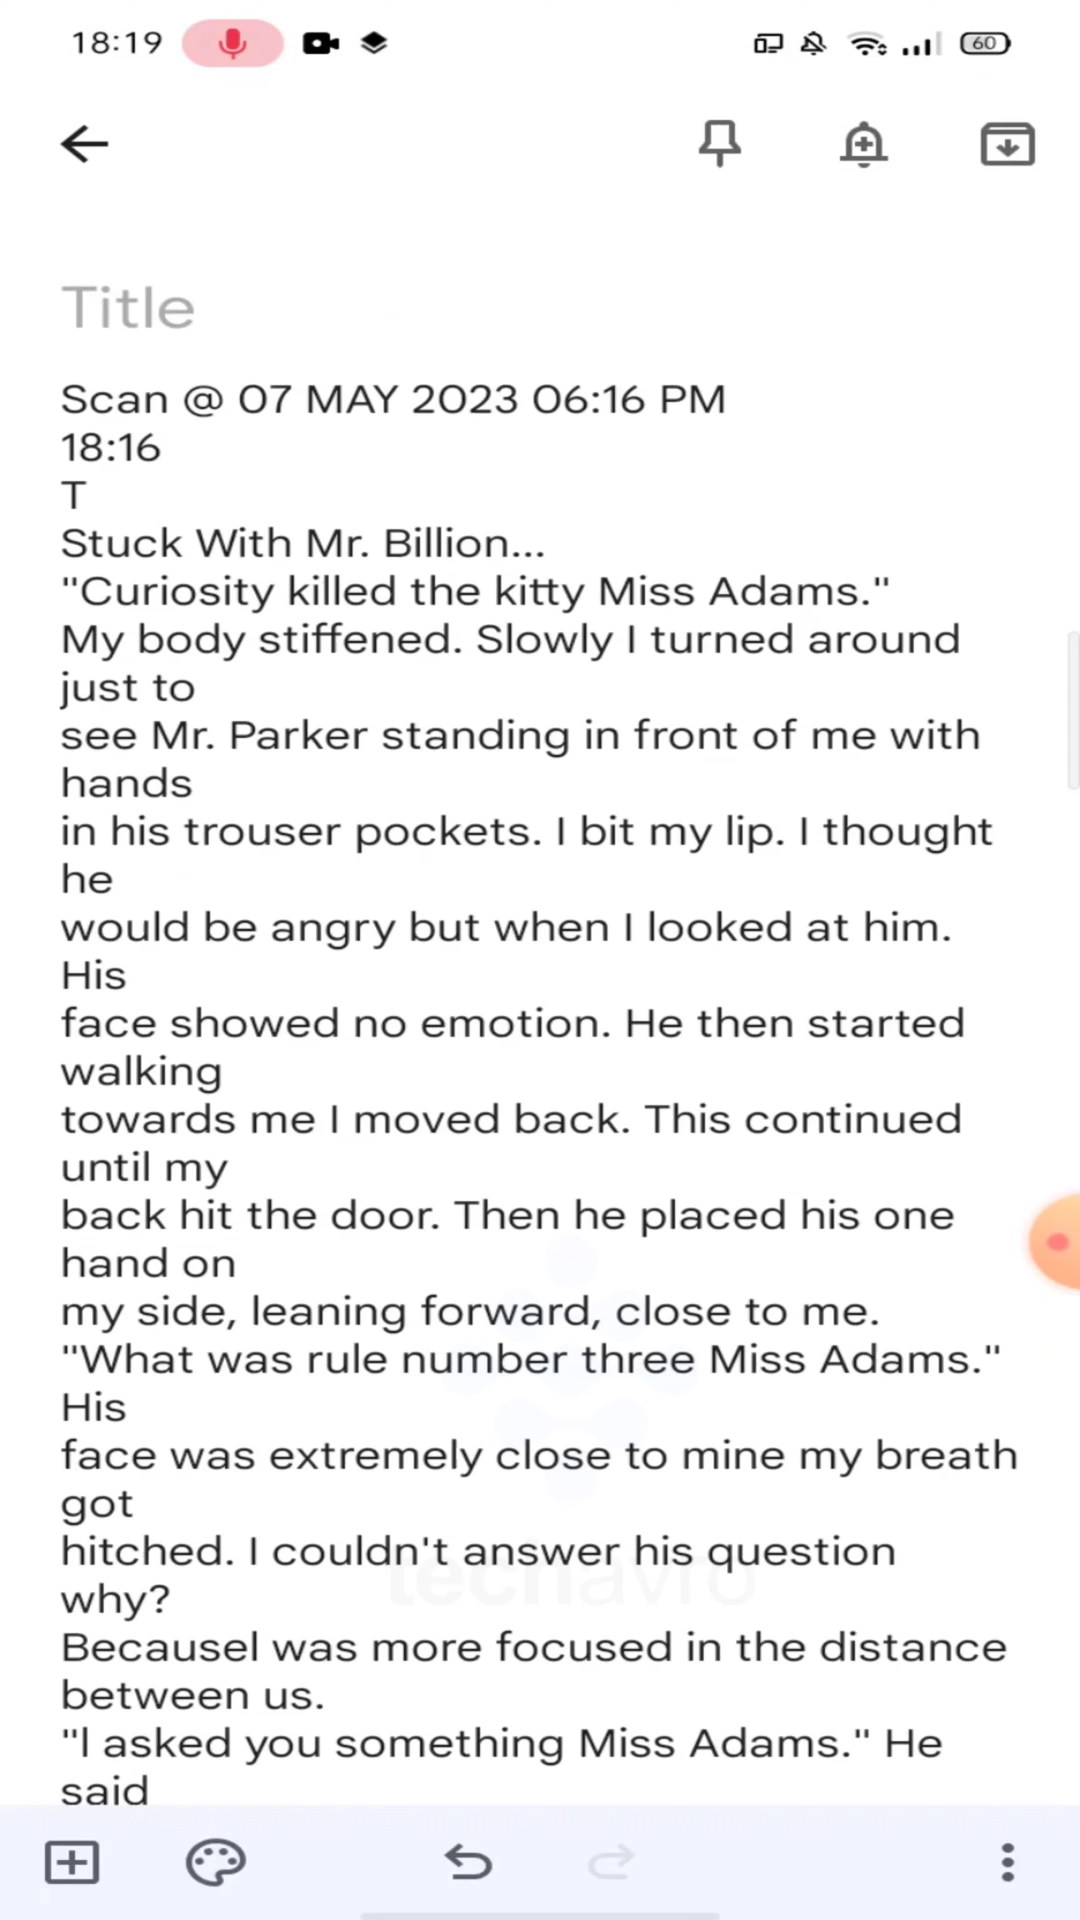 18:19
60
Title
Scan @ 07 MAY 2023 06:16 PM
18:16
T
Stuck With Mr. Billion...
"Curiosity killed the kitty Miss Adams."
My body stiffened. Slowly I turned around
just to
see Mr. Parker standing in front of me with
hands
in his trouser pockets. I bit my lip. I thought
he
would be angry but when I looked at him.
His
face showed no emotion. He then started
walking
towards me I moved back. This continued
until my
back hit the door. Then he placed his one
hand on
my side, leaning forward, close to me.
"What was rule number three Miss Adams."
His
face was extremely close to mine my breath
got
hitched. I couldn't answer his question
why?
Becausel was more focused in the distance
between us.
"l asked you something Miss Adams." He
said
techavro